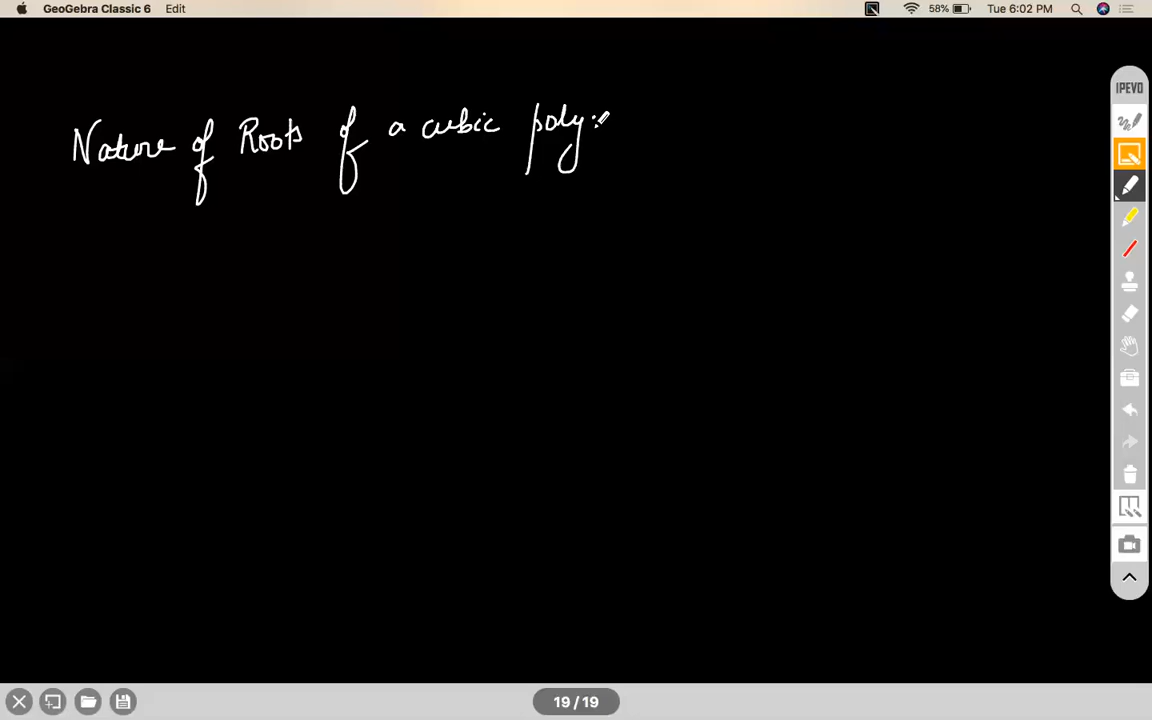 GeoGebra Classic 6 Edit 58% Tue 6:02 PM
Nature of Roots of a cubic poly:
IPEVO
19 / 19